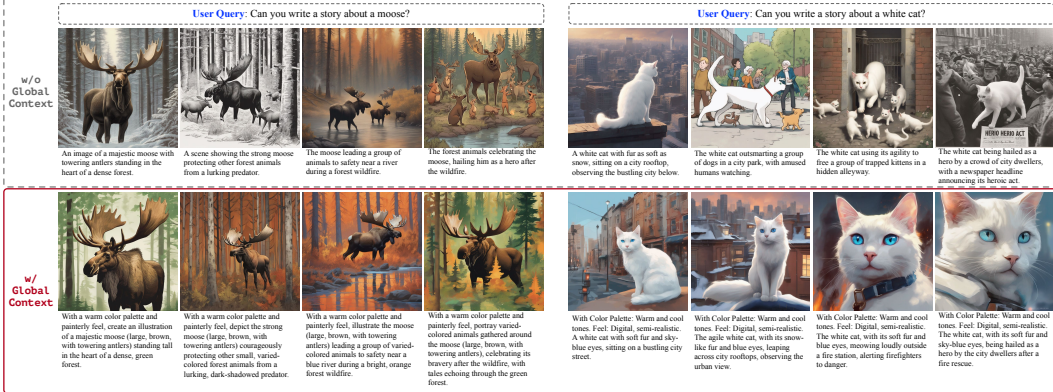 User Query: Can you write a story about a moose?
User Query: Can you write a story about a white cat?
w/o
Global
Context
An image of a majestic moose with
towering antlers standing in the
heart of a dense forest.
A scene showing the strong moose
protecting other forest animals
from a lurking predator.
The moose leading a group of
animals to safety near a river
during a forest wildfire.
The forest animals celebrating the
moose, hailing him as a hero after
the wildfire.
A white cat with fur as soft as
snow, sitting on a city rooftop,
observing the bustling city below.
The white cat outsmarting a group
of dogs in a city park, with amused
humans watching.
The white cat using its agility to
free a group of trapped kittens in a
hidden alleyway.
HERIO HERIO ACT
The white cat being hailed as a
hero by a crowd of city dwellers,
with a newspaper headline
announcing its heroic act.
w/
Global
Context
With a warm color palette and
painterly feel, create an illustration
of a majestic moose (large, brown,
with towering antlers) standing tall
in the heart of a dense, green
forest.
With a warm color palette and
painterly feel, depict the strong
moose (large, brown, with
towering antlers) courageously
protecting other small, varied-
colored forest animals from a
lurking, dark-shadowed predator.
With a warm color palette and
painterly feel, illustrate the moose
(large, brown, with towering
antlers) leading a group of varied-
colored animals to safety near a
blue river during a bright, orange
forest wildfire.
With a warm color palette and
painterly feel, portray varied-
colored animals gathered around
the moose (large, brown, with
towering antlers), celebrating its
bravery after the wildfire, with
tales echoing through the green
forest.
With Color Palette: Warm and cool
tones. Feel: Digital, semi-realistic.
A white cat with soft fur and sky-
blue eyes, sitting on a bustling city
street.
With Color Palette: Warm and cool
tones. Feel: Digital, semi-realistic.
The agile white cat, with its snow-
like fur and blue eyes, leaping
across city rooftops, observing the
urban view.
With Color Palette: Warm and cool
tones. Feel: Digital, semi-realistic.
The white cat, with its soft fur and
blue eyes, meowing loudly outside
a fire station, alerting firefighters
to danger.
With Color Palette: Warm and cool
tones. Feel: Digital, semi-realistic.
The white cat, with its soft fur and
sky-blue eyes, being hailed as a
hero by the city dwellers after a
fire rescue.